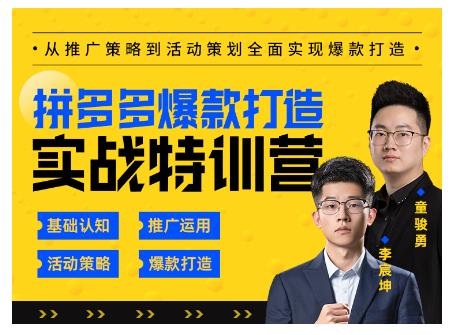 ·从推广策略到活动策划全面实现爆款打造·
拼多多爆款打造
实战特训营
基础认知
推广运用
活动策略
爆款打造
童骏勇
李宸坤